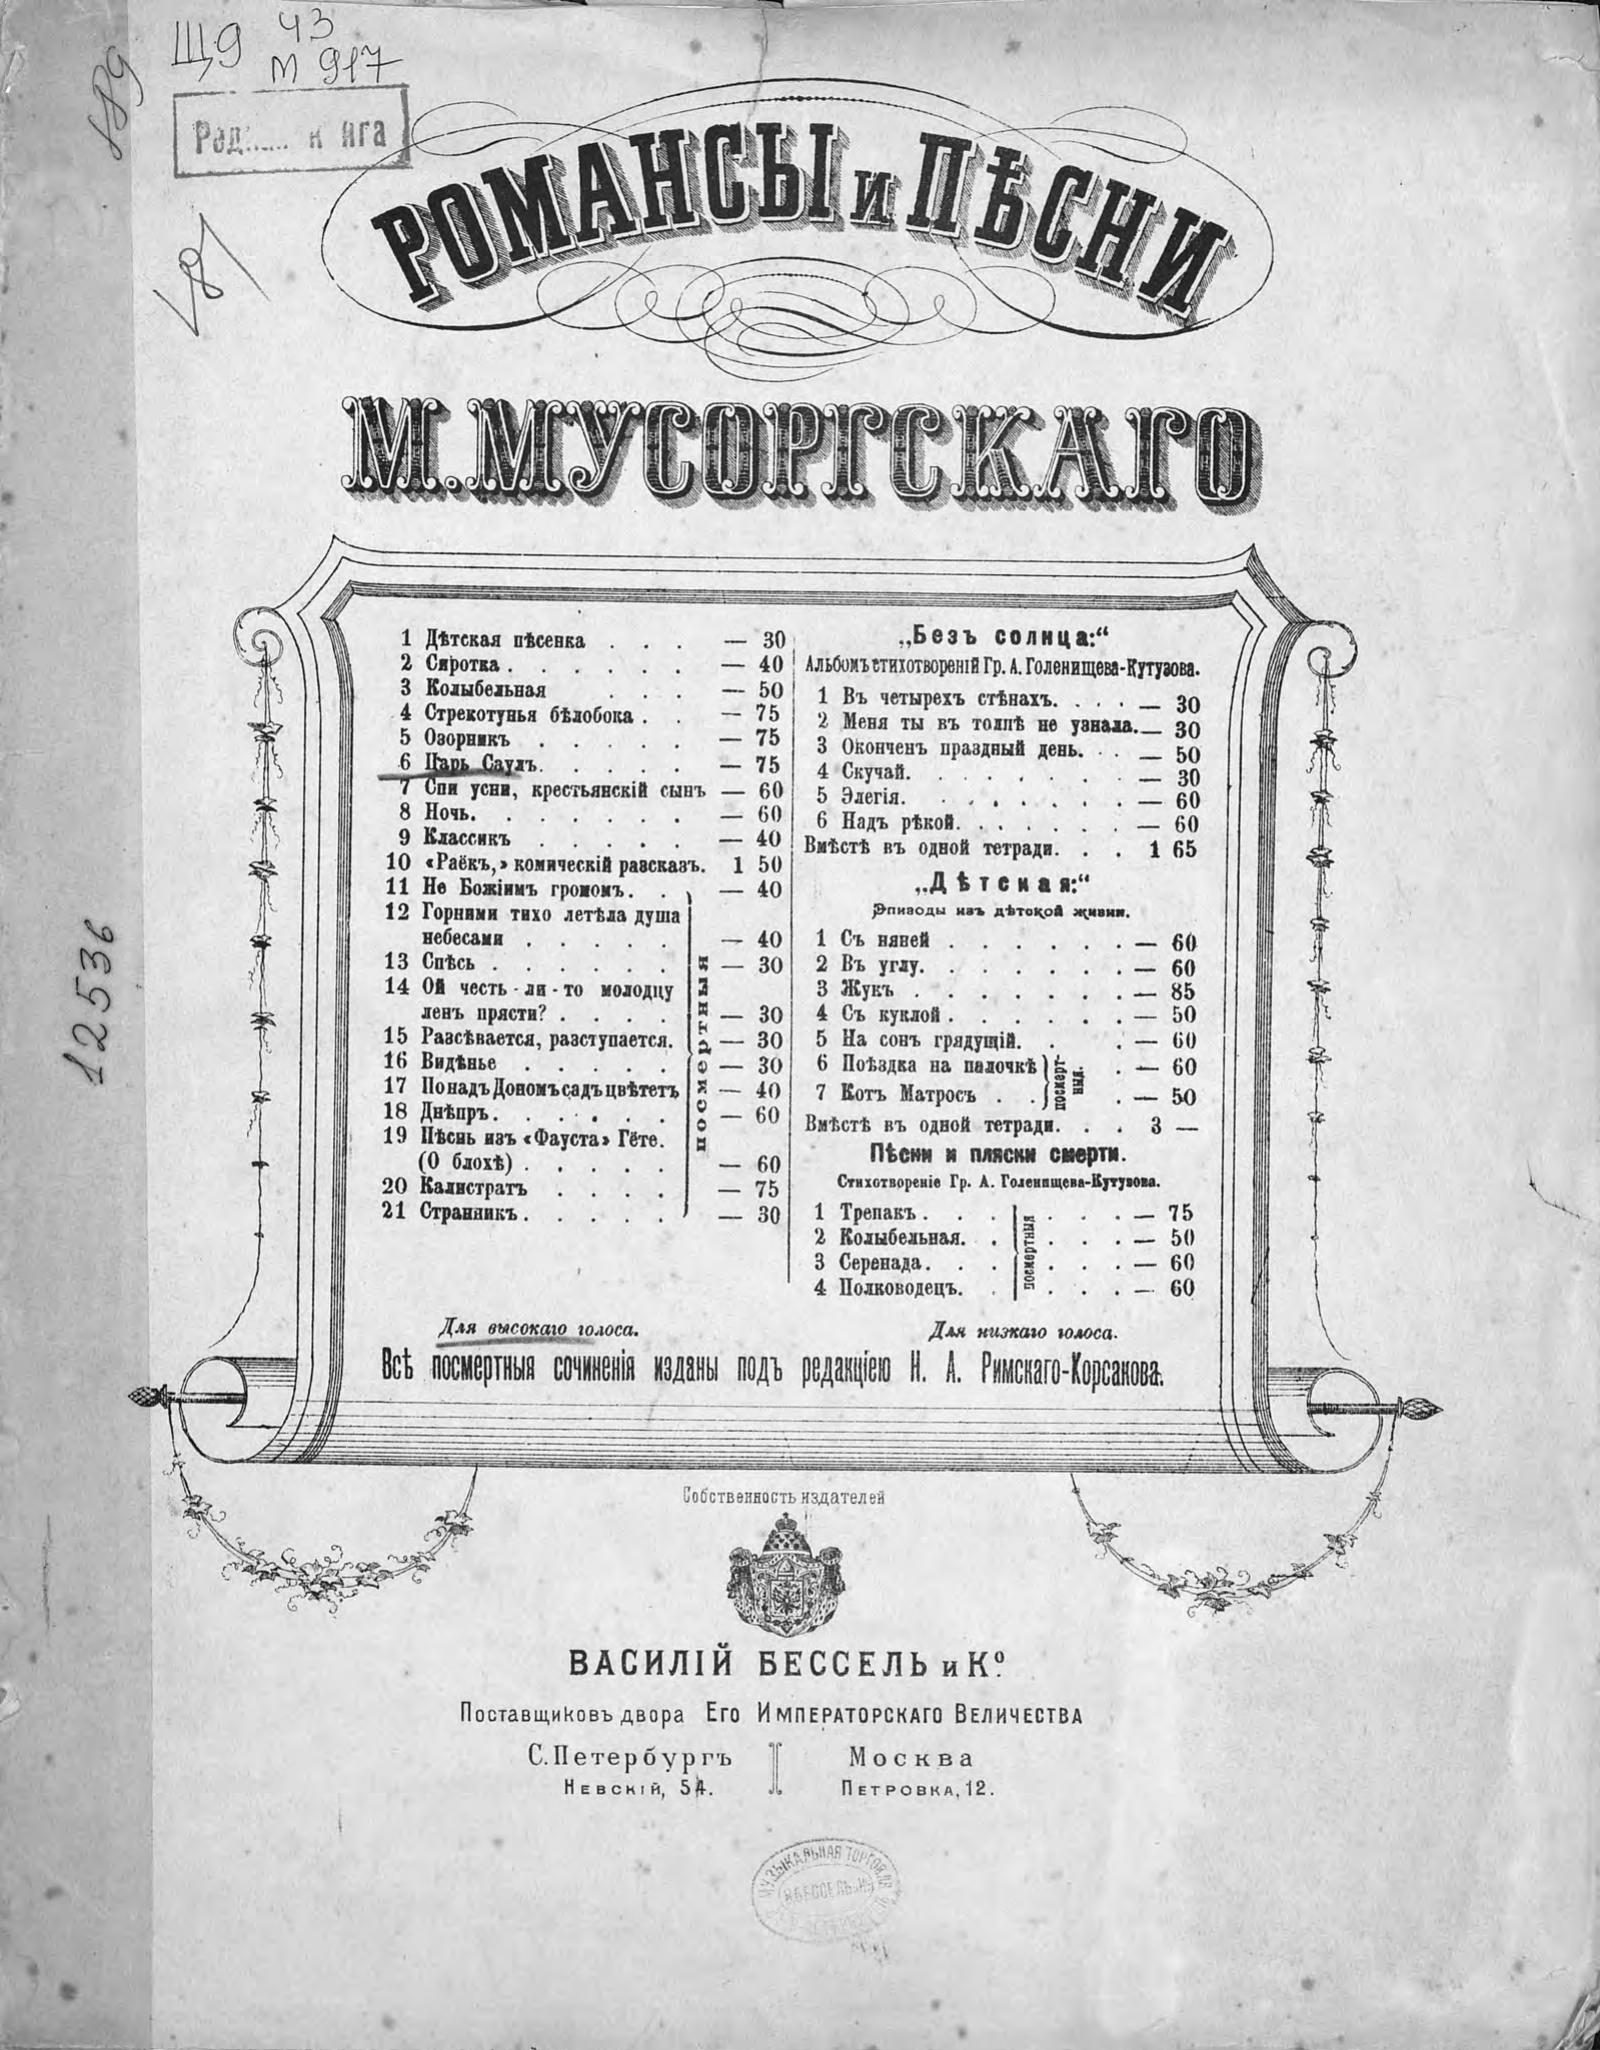 Щ9 Ч3
М 917
889
РОМАНСЫ И ПѢСНИ
М. МУСОРГСКАГО
1 Дѣтская пѣсенка . . . — 30
2 Сиротка . . . . . . — 40
3 Колыбельная . . . — 50
4 Стрекотунья бѣлобока . . — 75
5 Озорникъ . . . . . — 75
6 Царь Саулъ. . . . . — 75
7 Спи усни, крестьянскій сынъ — 60
8 Ночь. . . . . . . — 60
9 Классикъ . . . . . — 40
10 «Раёкъ,» комическій разсказъ. 1 50
11 Не Божіимъ громомъ. . . — 40
12 Горними тихо летѣла душа
небесами . . . . . — 40
13 Спѣсь . . . . . . — 30
14 Ой честь-ли-то молодцу
ленъ прясти? . . . . — 30
15 Разсѣвается, разступается. — 30
16 Видѣнье . . . . . — 30
17 По надъ Дономъ садъ цвѣтетъ — 40
18 Днѣпръ. . . . . . — 60
19 Пѣснь изъ «Фауста» Гёте.
(О блохѣ) . . . . . — 60
20 Калистратъ . . . . — 75
21 Странникъ. . . . . — 30
посмертныя
Для высокаго голоса.
„Безъ солнца:“
Альбомъ стихотвореній Гр. А. Голенищева-Кутузова.
1 Въ четырехъ стѣнахъ. . . . — 30
2 Меня ты въ толпѣ не узнала. — 30
3 Оконченъ праздный день. . . — 50
4 Скучай. . . . . . . — 30
5 Элегія. . . . . . . — 60
6 Надъ рѣкой. . . . . . — 60
Вмѣстѣ въ одной тетради. . . 1 65
„Дѣтская:“
Эпизоды изъ дѣтской жизни.
1 Съ няней . . . . . . — 60
2 Въ углу. . . . . . . — 60
3 Жукъ . . . . . . . — 85
4 Съ куклой . . . . . . — 50
5 На сонъ грядущій. . . — 60
6 Поѣздка на палочкѣ . — 60
7 Котъ Матросъ . . . — 50
посмертныя.
Вмѣстѣ въ одной тетради. . . 3 —
Пѣсни и пляски смерти.
Стихотвореніе Гр. А. Голенищева-Кутузова.
1 Трепакъ. . . . . . — 75
2 Колыбельная. . . . . — 50
3 Серенада. . . . . . — 60
4 Полководецъ. . . . . — 60
посмертныя
Для низкаго голоса.
Всѣ посмертныя сочиненія изданы подъ редакціею Н. А. Римскаго-Корсакова.
12536
Собственность издателей
ВАСИЛІЙ БЕССЕЛЬ и Ко.
Поставщиковъ двора Его Императорскаго Величества
С. Петербургъ
Невскій, 54.
Москва
Петровка, 12.
МУЗЫКАЛЬНАЯ ТОРГОВЛЯ
В. БЕССЕЛЬ и Ко